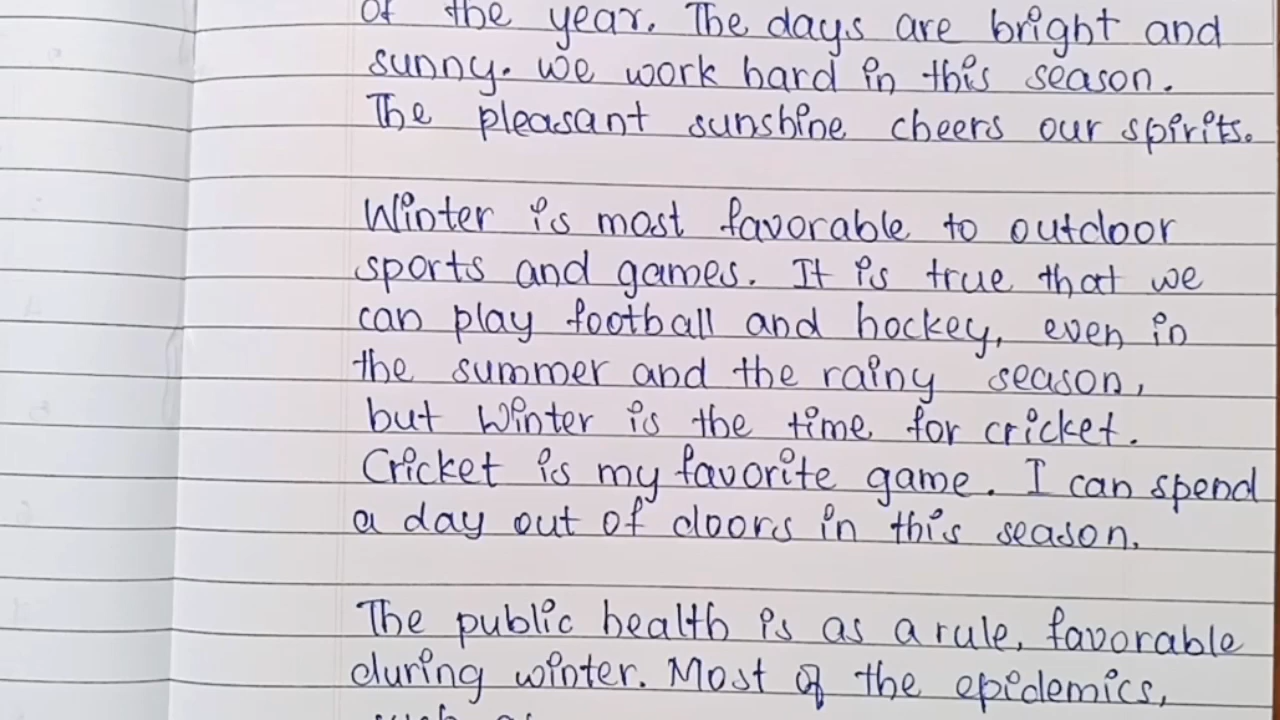 of the year. The days are bright and
sunny. We work hard in this season.
The pleasant sunshine cheers our spirits.
Winter is most favorable to outdoor
sports and games. It is true that we
can play football and hockey, even in
the summer and the rainy season,
but Winter is the time for cricket.
Cricket is my favorite game. I can spend
a day out of doors in this season.
The public health is as a rule, favorable
during winter. Most of the epidemics,
such as